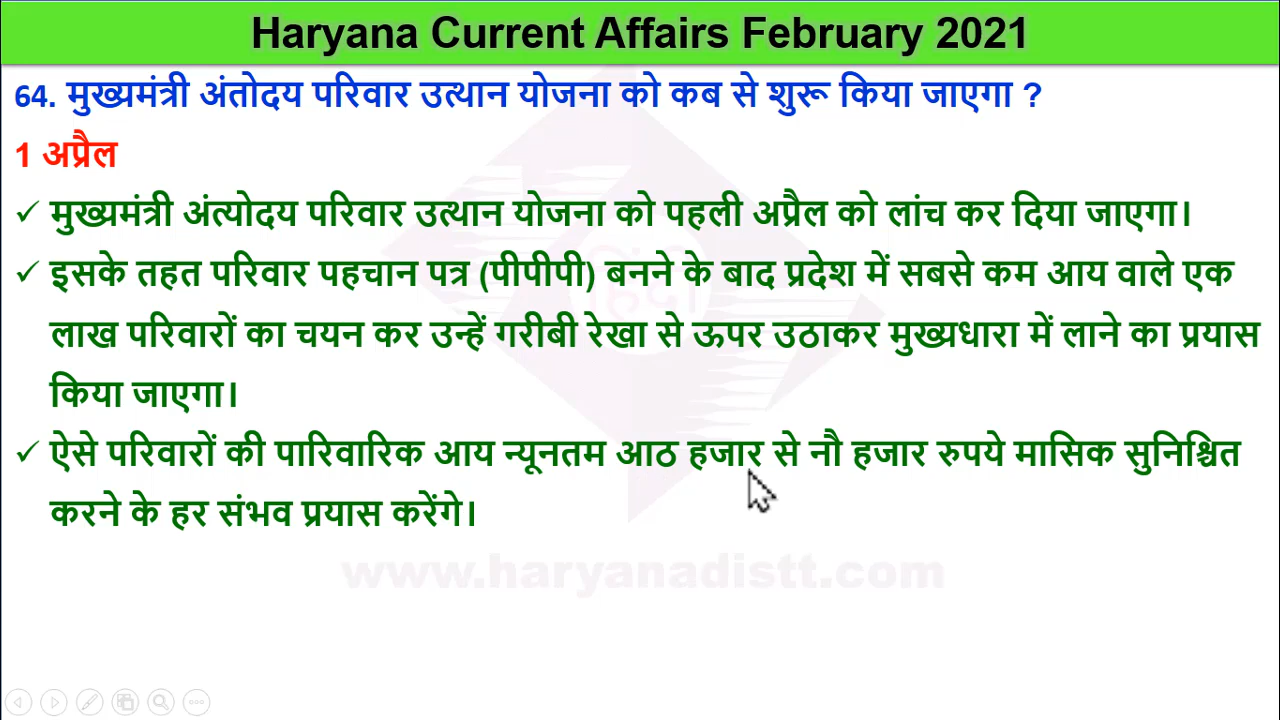 Haryana Current Affairs February 2021
64. मुख्यमंत्री अंतोदय परिवार उत्थान योजना को कब से शुरू किया जाएगा ?
1 अप्रैल
✓ मुख्यमंत्री अंत्योदय परिवार उत्थान योजना को पहली अप्रैल को लांच कर दिया जाएगा।
✓ इसके तहत परिवार पहचान पत्र (पीपीपी) बनने के बाद प्रदेश में सबसे कम आय वाले एक
लाख परिवारों का चयन कर उन्हें गरीबी रेखा से ऊपर उठाकर मुख्यधारा में लाने का प्रयास
किया जाएगा।
✓ ऐसे परिवारों की पारिवारिक आय न्यूनतम आठ हजार से नौ हजार रुपये मासिक सुनिश्चित
करने के हर संभव प्रयास करेंगे।
हिंदी
www.haryanadistt.com